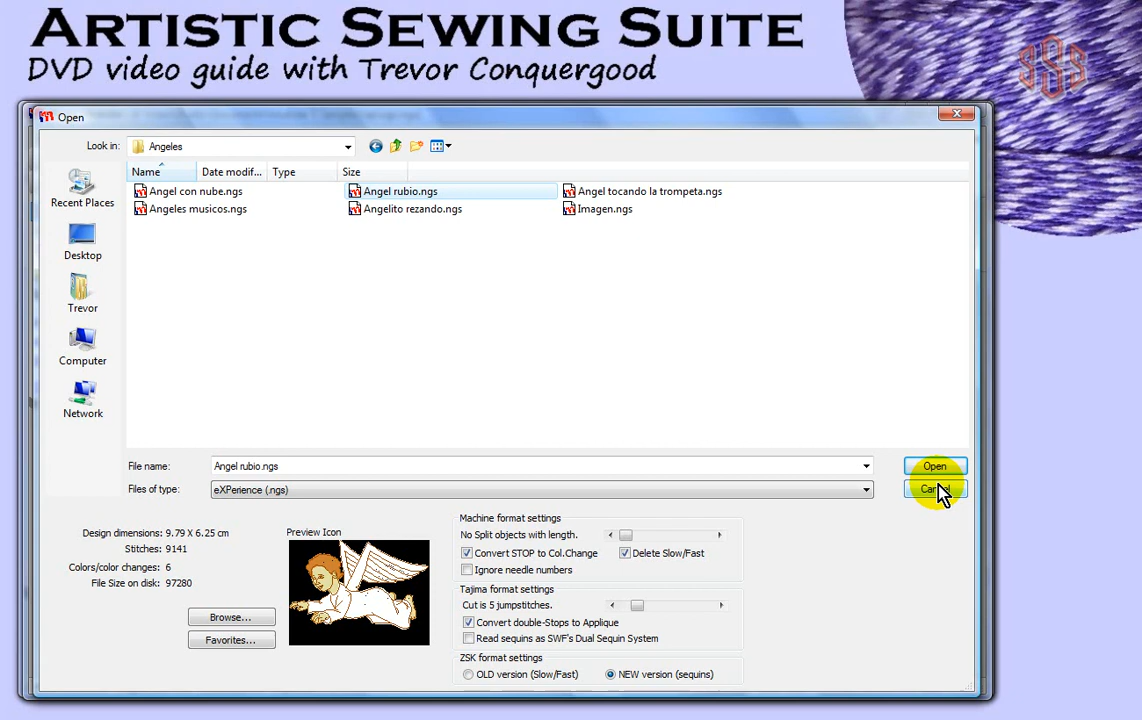 ARTISTIC SEWING SUITE
DVD video guide with Trevor Conquergood
SSS
Open
Look in: Angeles
Name Date modif... Type Size
Angel con nube.ngs Angel rubio.ngs Angel tocando la trompeta.ngs
Angeles musicos.ngs Angelito rezando.ngs Imagen.ngs
Recent Places
Desktop
Trevor
Computer
Network
File name: Angel rubio.ngs Open
Files of type: eXPerience (.ngs)
Design dimensions: 9.79 X 6.25 cm
Stitches: 9141
Colors/color changes: 6
File Size on disk: 97280
Browse...
Favorites...
Preview Icon
Machine format settings
No Split objects with length.
Convert STOP to Col.Change Delete Slow/Fast
Ignore needle numbers
Tajima format settings
Cut is 5 jumpstitches.
Convert double-Stops to Applique
Read sequins as SWF's Dual Sequin System
ZSK format settings
OLD version (Slow/Fast) NEW version (sequins)